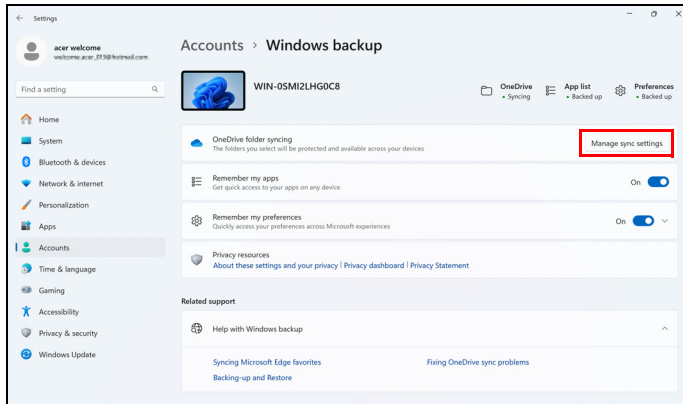 Settings
acer welcome
welcome.acer_01@hotmail.com
Find a setting
Home
System
Bluetooth & devices
Network & internet
Personalization
Apps
Accounts
Time & language
Gaming
Accessibility
Privacy & security
Windows Update
Accounts > Windows backup
WIN-0SMI2LHG0C8
OneDrive
• Syncing
App list
• Backed up
Preferences
• Backed up
OneDrive folder syncing
The folders you select will be protected and available across your devices
Manage sync settings
Remember my apps
Get quick access to your apps on any device
On
Remember my preferences
Quickly access your preferences across Microsoft experiences
On
Privacy resources
About these settings and your privacy | Privacy dashboard | Privacy Statement
Related support
Help with Windows backup
Syncing Microsoft Edge favorites
Fixing OneDrive sync problems
Backing-up and Restore